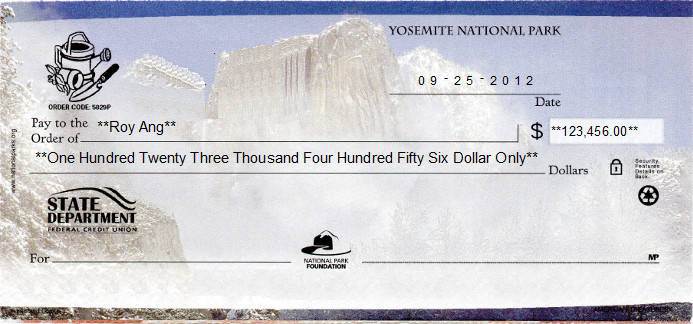 YOSEMITE NATIONAL PARK
09-25-2012
Date
ORDER CODE: 5829P
Pay to the
Order of **Roy Ang** $ **123,456.00**
**One Hundred Twenty Three Thousand Four Hundred Fifty Six Dollar Only** Dollars
Security
Features
Details on
Back.
www.nationalparks.org
STATE
DEPARTMENT
FEDERAL CREDIT UNION
For
NATIONAL PARK
FOUNDATION
MP